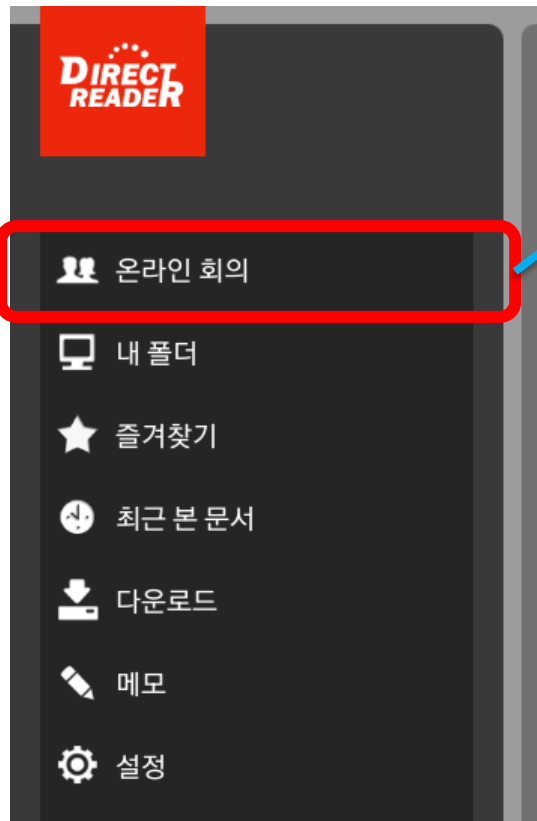 DIRECT
READER
온라인 회의
내 폴더
즐겨찾기
최근 본 문서
다운로드
메모
설정